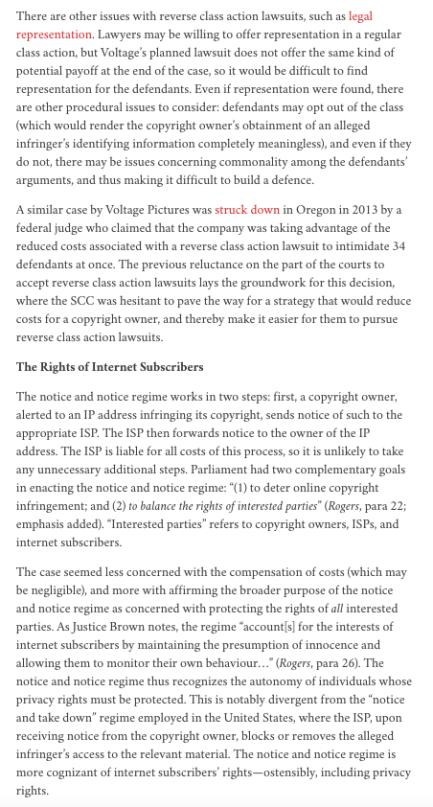 There are other issues with reverse class action lawsuits, such as legal
representation. Lawyers may be willing to offer representation in a regular
class action, but Voltage's planned lawsuit does not offer the same kind of
potential payoff at the end of the case, so it would be difficult to find
representation for the defendants. Even if representation were found, there
are other procedural issues to consider: defendants may opt out of the class
(which would render the copyright owner's obtainment of an alleged
infringer's identifying information completely meaningless), and even if they
do not, there may be issues concerning commonality among the defendants'
arguments, and thus making it difficult to build a defence.
A similar case by Voltage Pictures was struck down in Oregon in 2013 by a
federal judge who claimed that the company was taking advantage of the
reduced costs associated with a reverse class action lawsuit to intimidate 34
defendants at once. The previous reluctance on the part of the courts to
accept reverse class action lawsuits lays the groundwork for this decision,
where the SCC was hesitant to pave the way for a strategy that would reduce
costs for a copyright owner, and thereby make it easier for them to pursue
reverse class action lawsuits.
The Rights of Internet Subscribers
The notice and notice regime works in two steps: first, a copyright owner,
alerted to an IP address infringing its copyright, sends notice of such to the
appropriate ISP. The ISP then forwards notice to the owner of the IP
address. The ISP is liable for all costs of this process, so it is unlikely to take
any unnecessary additional steps. Parliament had two complementary goals
in enacting the notice and notice regime: “(1) to deter online copyright
infringement; and (2) to balance the rights of interested parties” (Rogers, para 22;
emphasis added). “Interested parties” refers to copyright owners, ISPs, and
internet subscribers.
The case seemed less concerned with the compensation of costs (which may
be negligible), and more with affirming the broader purpose of the notice
and notice regime as concerned with protecting the rights of all interested
parties. As Justice Brown notes, the regime “account[s] for the interests of
internet subscribers by maintaining the presumption of innocence and
allowing them to monitor their own behaviour…” (Rogers, para 26). The
notice and notice regime thus recognizes the autonomy of individuals whose
privacy rights must be protected. This is notably divergent from the “notice
and take down” regime employed in the United States, where the ISP, upon
receiving notice from the copyright owner, blocks or removes the alleged
infringer's access to the relevant material. The notice and notice regime is
more cognizant of internet subscribers' rights—ostensibly, including privacy
rights.